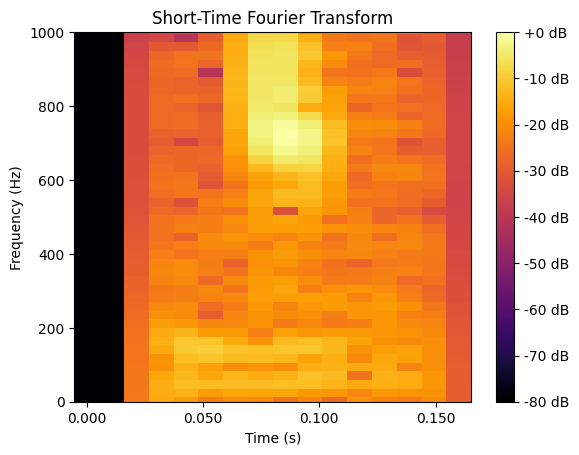 Short-Time Fourier Transform
1000
800
600
400
200
0
Frequency (Hz)
0.000
0.050
0.100
0.150
Time (s)
+0 dB
-10 dB
-20 dB
-30 dB
-40 dB
-50 dB
-60 dB
-70 dB
-80 dB